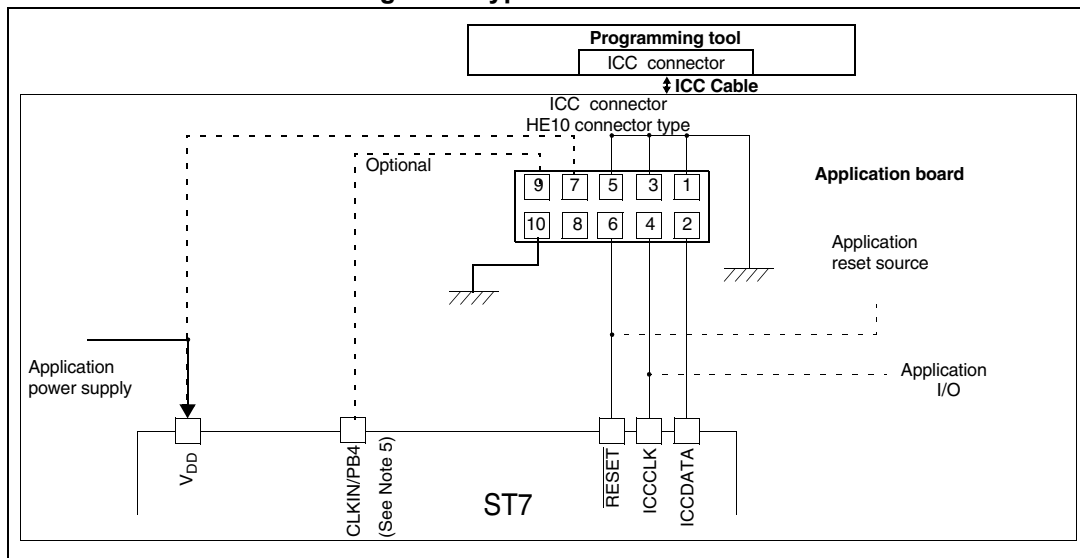 Programming tool
ICC connector
ICC Cable
ICC connector
HE10 connector type
Optional
9 7 5 3 1
10 8 6 4 2
Application board
Application
reset source
Application
power supply
Application
I/O
VDD
CLKIN/PB4
(See Note 5)
RESET
ICCCLK
ICCDATA
ST7